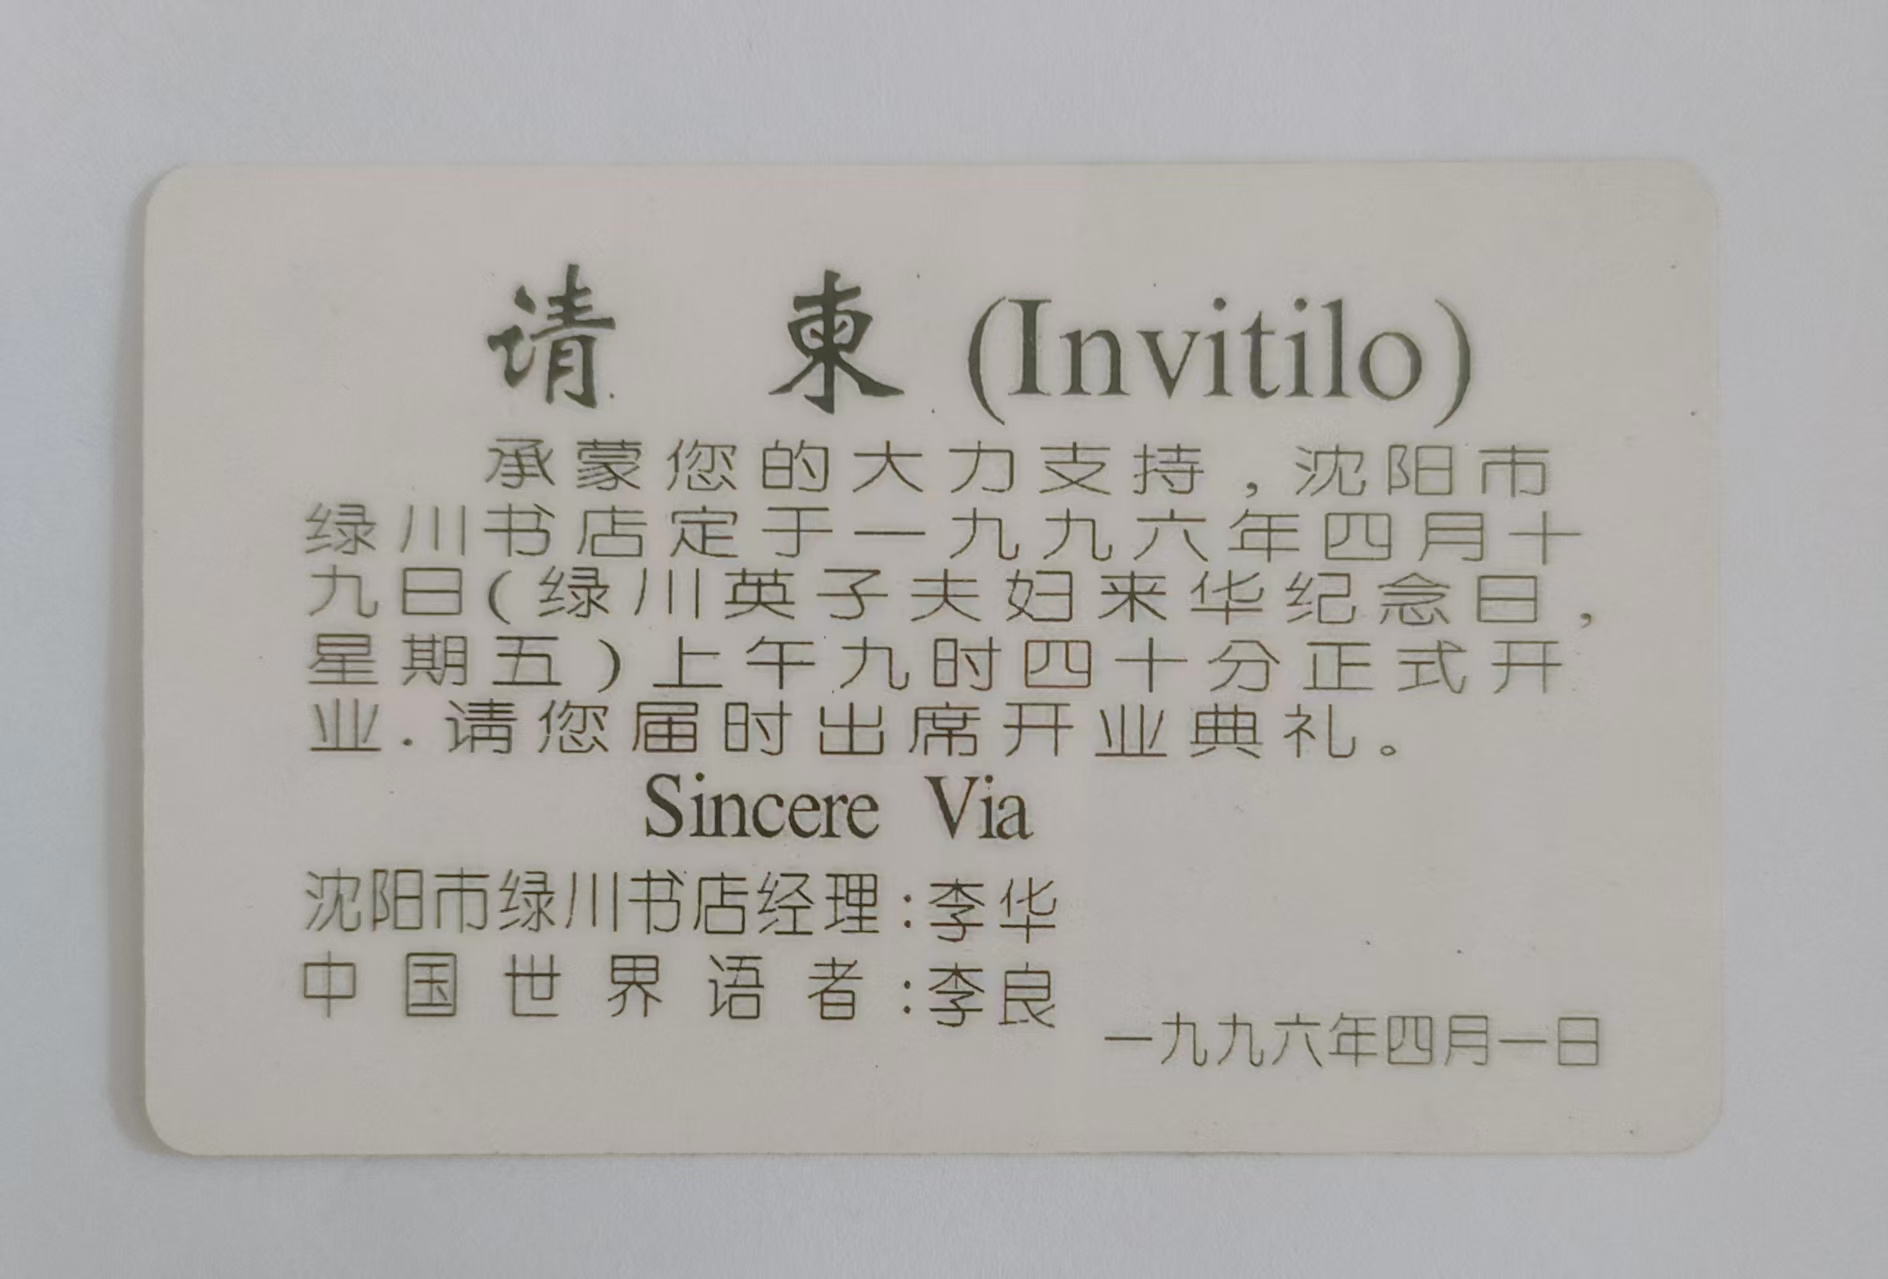 请柬 (Invitilo)
承蒙您的大力支持，沈阳市
绿川书店定于一九九六年四月十
九日(绿川英子夫妇来华纪念日，
星期五)上午九时四十分正式开
业.请您届时出席开业典礼。
Sincere Via
沈阳市绿川书店经理:李华
中国世界语者:李良
一九九六年四月一日